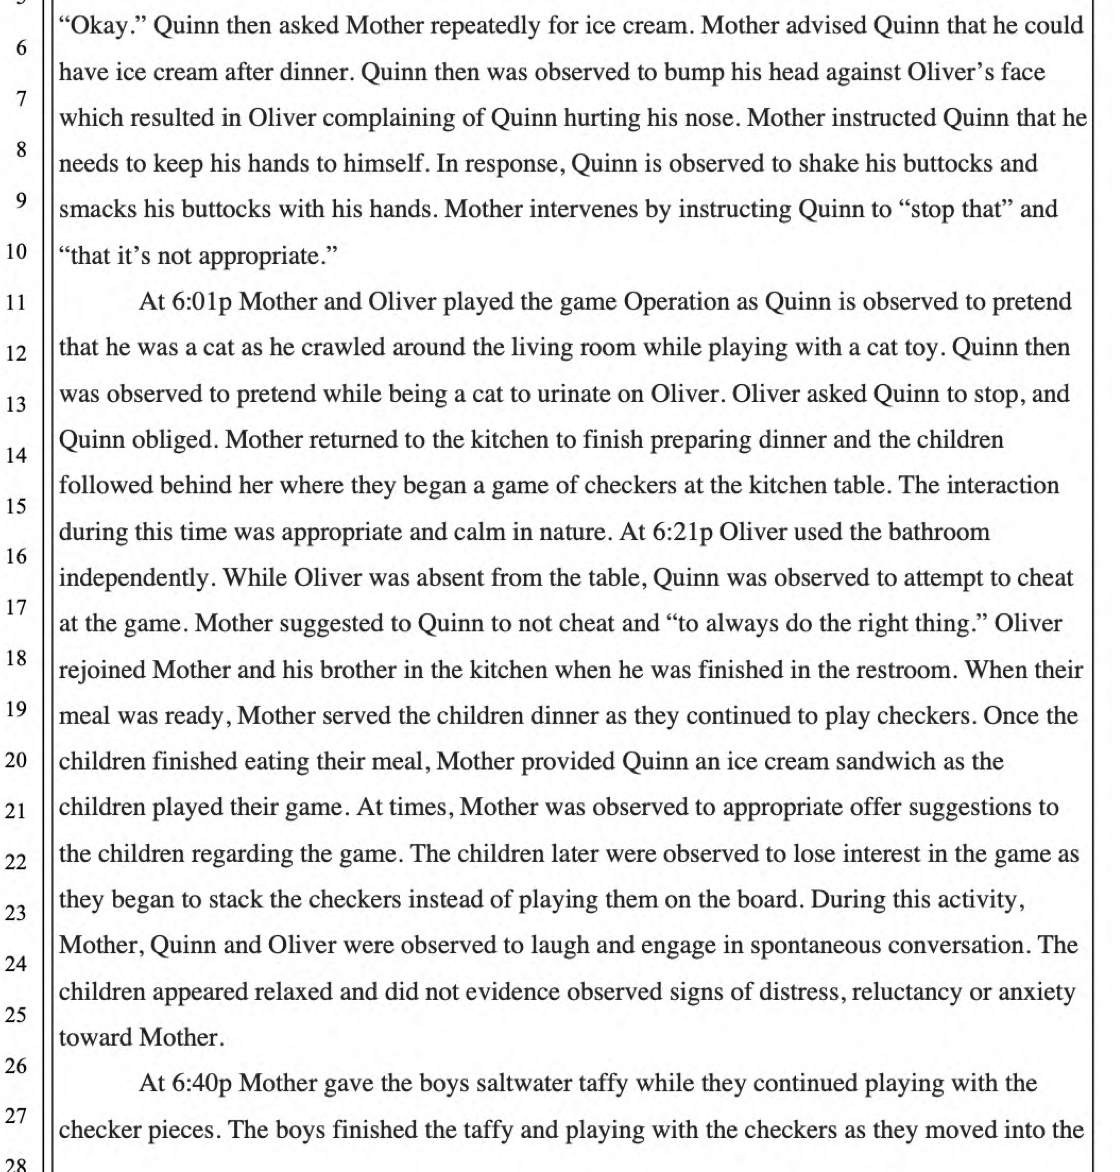 6
7
8
9
10
11
12
13
14
15
16
17
18
19
20
21
22
23
24
25
26
27
28
“Okay.” Quinn then asked Mother repeatedly for ice cream. Mother advised Quinn that he could
have ice cream after dinner. Quinn then was observed to bump his head against Oliver’s face
which resulted in Oliver complaining of Quinn hurting his nose. Mother instructed Quinn that he
needs to keep his hands to himself. In response, Quinn is observed to shake his buttocks and
smacks his buttocks with his hands. Mother intervenes by instructing Quinn to “stop that” and
“that it’s not appropriate.”
At 6:01p Mother and Oliver played the game Operation as Quinn is observed to pretend
that he was a cat as he crawled around the living room while playing with a cat toy. Quinn then
was observed to pretend while being a cat to urinate on Oliver. Oliver asked Quinn to stop, and
Quinn obliged. Mother returned to the kitchen to finish preparing dinner and the children
followed behind her where they began a game of checkers at the kitchen table. The interaction
during this time was appropriate and calm in nature. At 6:21p Oliver used the bathroom
independently. While Oliver was absent from the table, Quinn was observed to attempt to cheat
at the game. Mother suggested to Quinn to not cheat and “to always do the right thing.” Oliver
rejoined Mother and his brother in the kitchen when he was finished in the restroom. When their
meal was ready, Mother served the children dinner as they continued to play checkers. Once the
children finished eating their meal, Mother provided Quinn an ice cream sandwich as the
children played their game. At times, Mother was observed to appropriate offer suggestions to
the children regarding the game. The children later were observed to lose interest in the game as
they began to stack the checkers instead of playing them on the board. During this activity,
Mother, Quinn and Oliver were observed to laugh and engage in spontaneous conversation. The
children appeared relaxed and did not evidence observed signs of distress, reluctancy or anxiety
toward Mother.
At 6:40p Mother gave the boys saltwater taffy while they continued playing with the
checker pieces. The boys finished the taffy and playing with the checkers as they moved into the